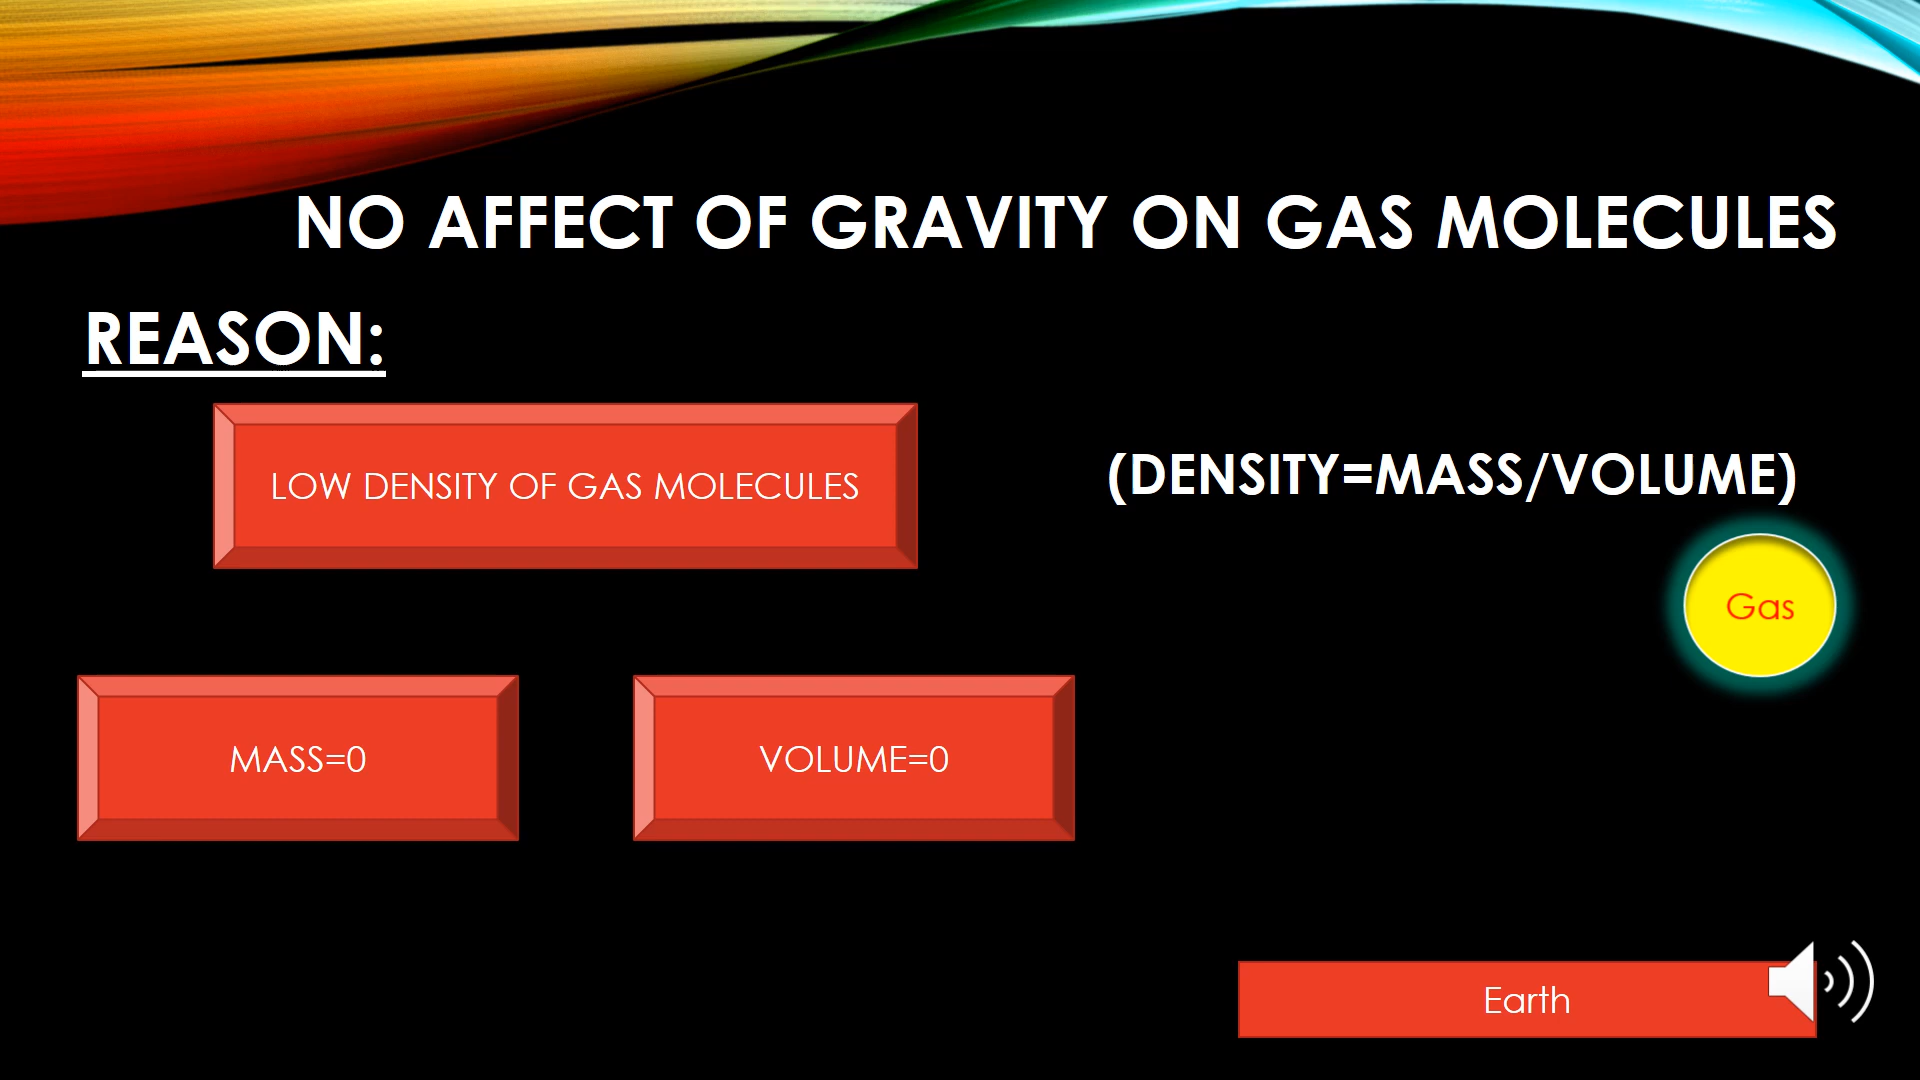 NO AFFECT OF GRAVITY ON GAS MOLECULES
REASON:
LOW DENSITY OF GAS MOLECULES
(DENSITY=MASS/VOLUME)
Gas
MASS=0
VOLUME=0
Earth